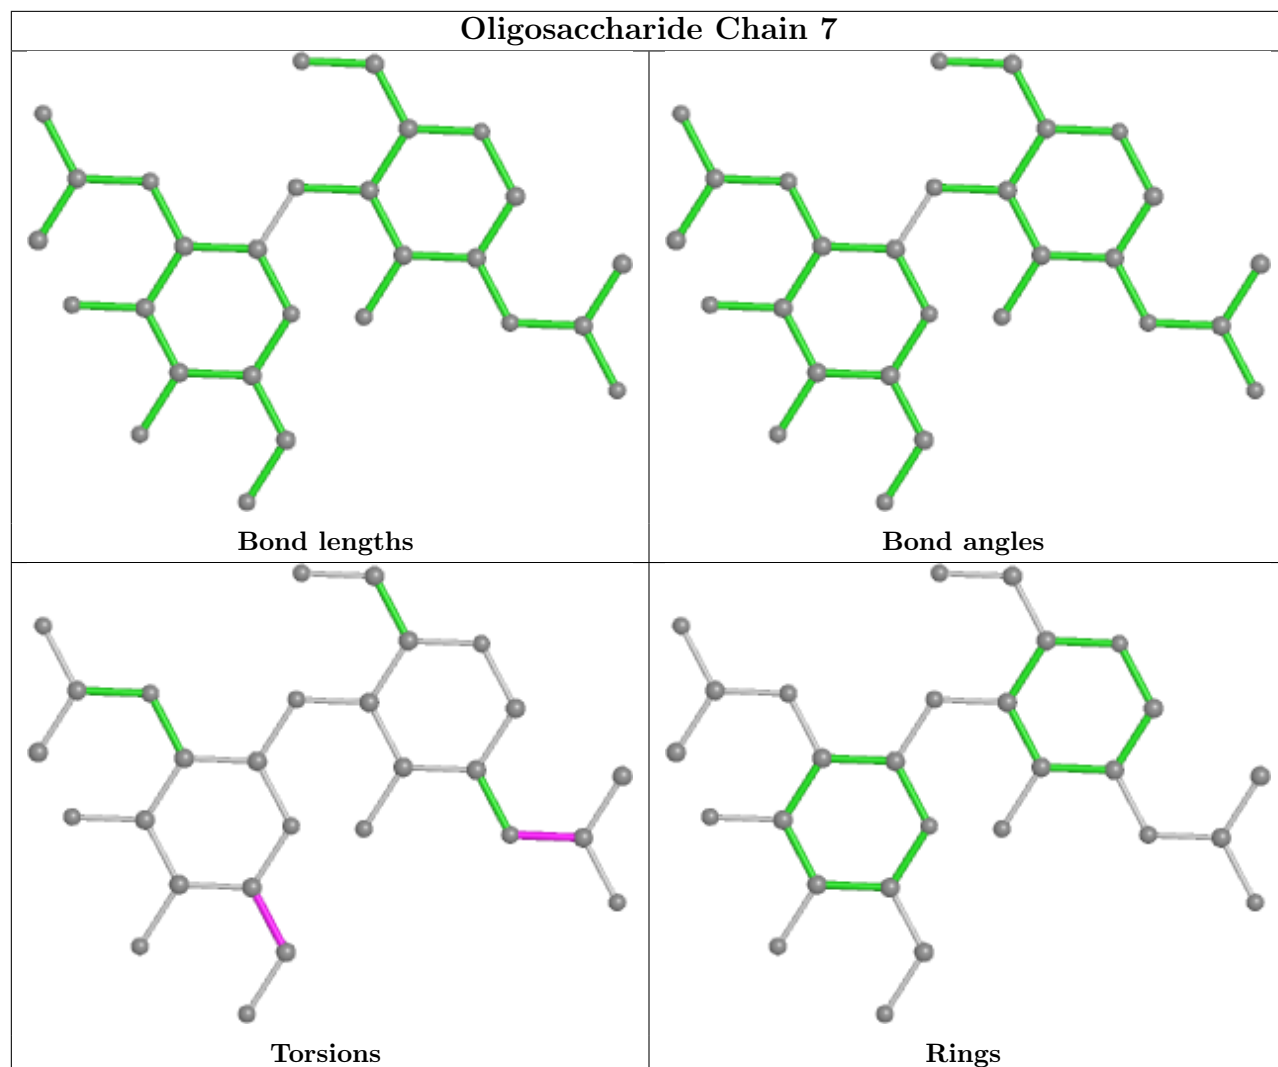 Oligosaccharide Chain 7
Bond lengths
Bond angles
Torsions
Rings